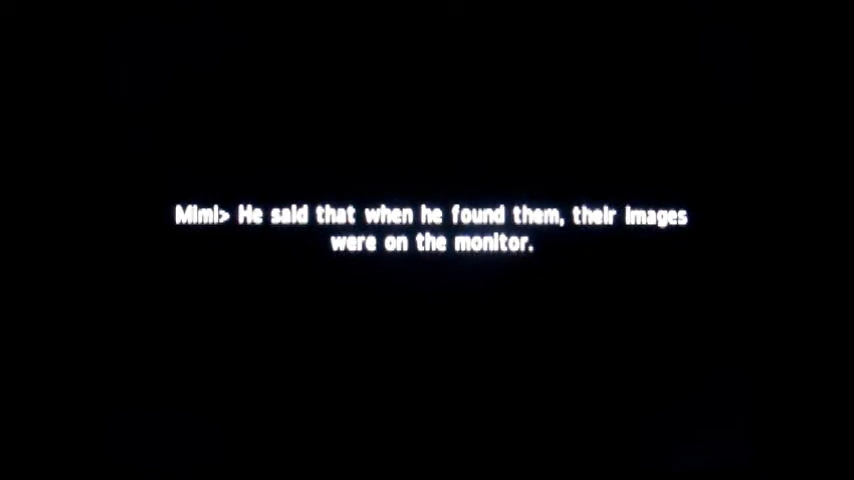 Mimi> He said that when he found them, their images
were on the monitor.